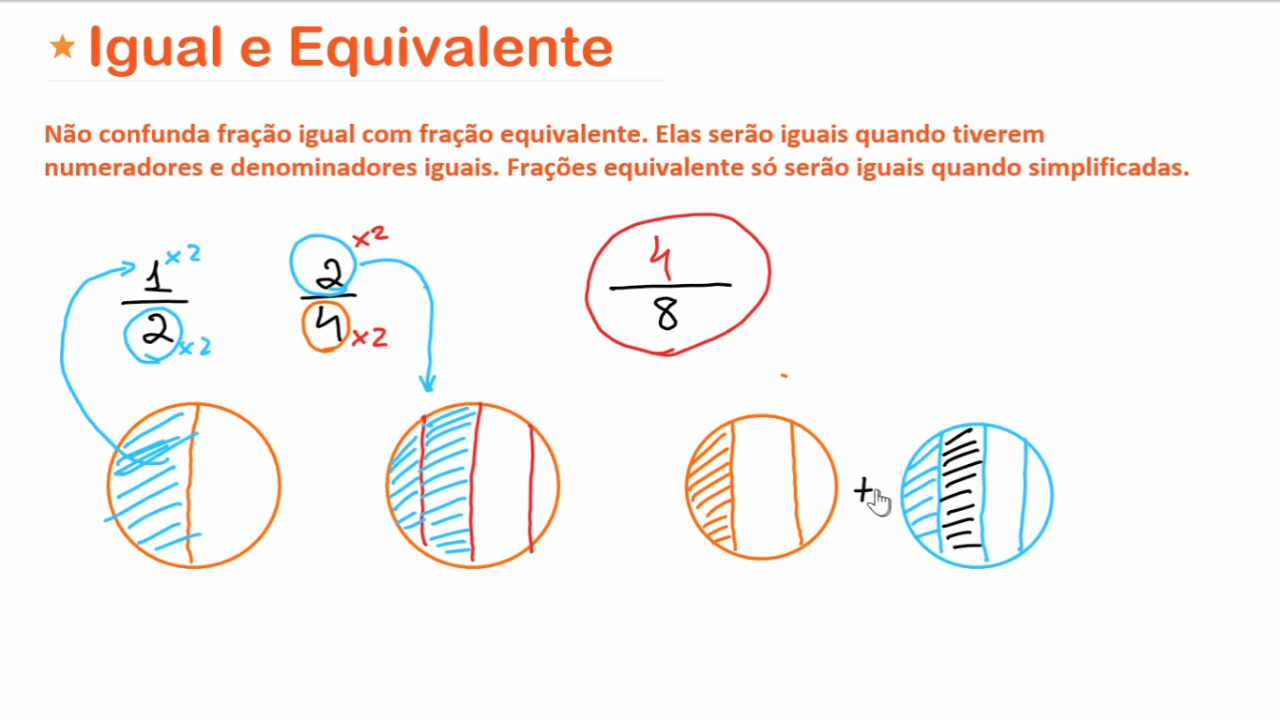 Igual e Equivalente
Não confunda fração igual com fração equivalente. Elas serão iguais quando tiverem
numeradores e denominadores iguais. Frações equivalente só serão iguais quando simplificadas.
1 x2
2 x2
2 x2
4 x2
4
8
+